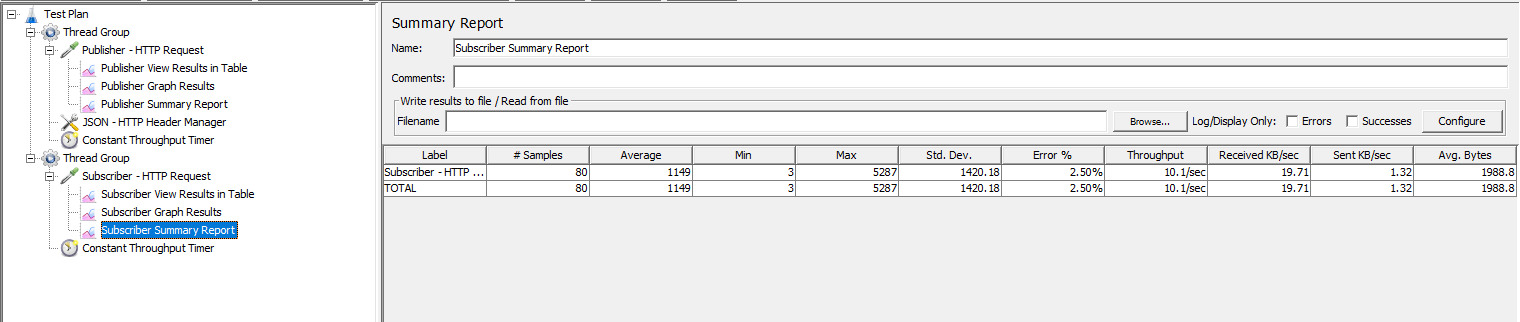 Test Plan
Thread Group
Publisher - HTTP Request
Publisher View Results in Table
Publisher Graph Results
Publisher Summary Report
JSON - HTTP Header Manager
Constant Throughput Timer
Thread Group
Subscriber - HTTP Request
Subscriber View Results in Table
Subscriber Graph Results
Subscriber Summary Report
Constant Throughput Timer
Summary Report
Name: Subscriber Summary Report
Comments:
Write results to file / Read from file
Filename Browse... Log/Display Only: Errors Successes Configure
Label # Samples Average Min Max Std. Dev. Error % Throughput Received KB/sec Sent KB/sec Avg. Bytes
Subscriber - HTTP ... 80 1149 3 5287 1420.18 2.50% 10.1/sec 19.71 1.32 1988.8
TOTAL 80 1149 3 5287 1420.18 2.50% 10.1/sec 19.71 1.32 1988.8